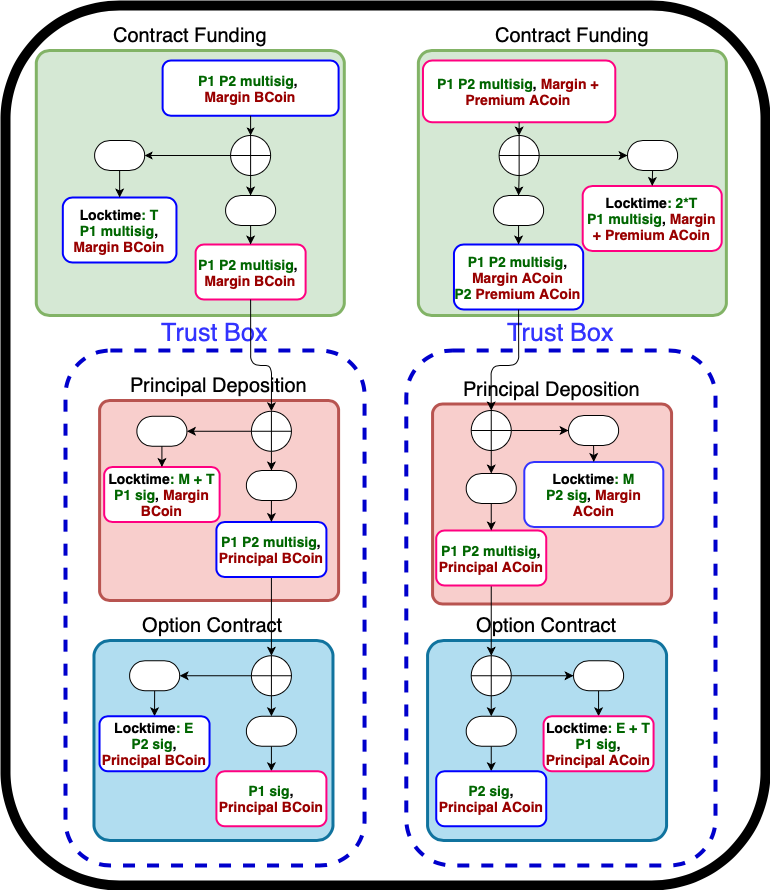 Contract Funding
P1 P2 multisig,
Margin BCoin
Locktime: T
P1 multisig,
Margin BCoin
P1 P2 multisig,
Margin BCoin
Trust Box
Principal Deposition
Locktime: M + T
P1 sig, Margin
BCoin
P1 P2 multisig,
Principal BCoin
Option Contract
Locktime: E
P2 sig,
Principal BCoin
P1 sig,
Principal BCoin
Contract Funding
P1 P2 multisig, Margin +
Premium ACoin
Locktime: 2*T
P1 multisig, Margin
+ Premium ACoin
P1 P2 multisig,
Margin ACoin
P2 Premium ACoin
Trust Box
Principal Deposition
Locktime: M
P2 sig, Margin
ACoin
P1 P2 multisig,
Principal ACoin
Option Contract
Locktime: E + T
P1 sig,
Principal ACoin
P2 sig,
Principal ACoin